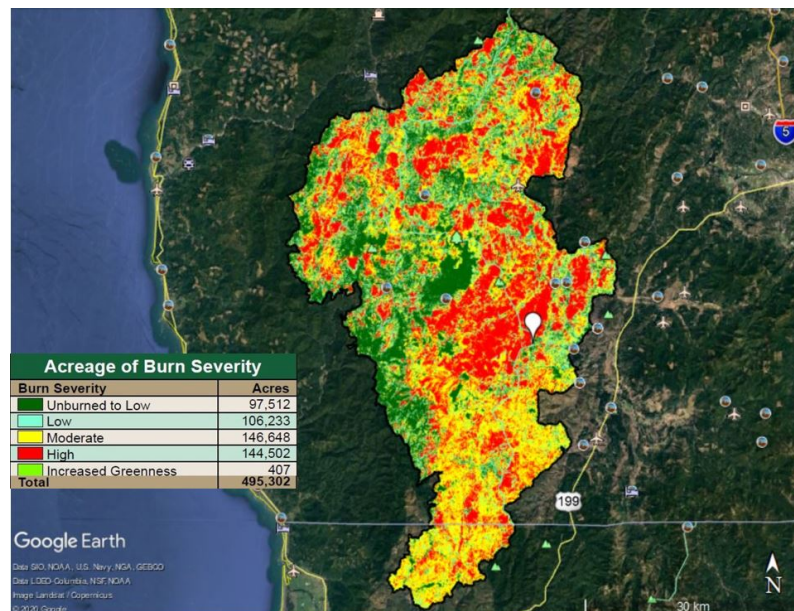 5
Acreage of Burn Severity
Burn Severity Acres
Unburned to Low 97,512
Low 106,233
Moderate 146,648
High 144,502
Increased Greenness 407
Total 495,302
199
Google Earth
Data SIO, NOAA, U.S. Navy, NGA, GEBCO
Data LDEO-Columbia, NSF, NOAA
Image Landsat / Copernicus
© 2020 Google
N
30 km